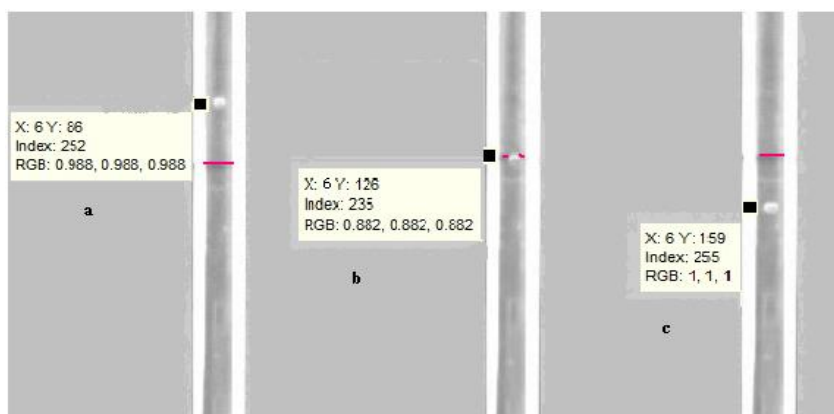 X: 6 Y: 86
Index: 252
RGB: 0.988, 0.988, 0.988
a
X: 6 Y: 126
Index: 235
RGB: 0.882, 0.882, 0.882
b
X: 6 Y: 159
Index: 255
RGB: 1, 1, 1
c